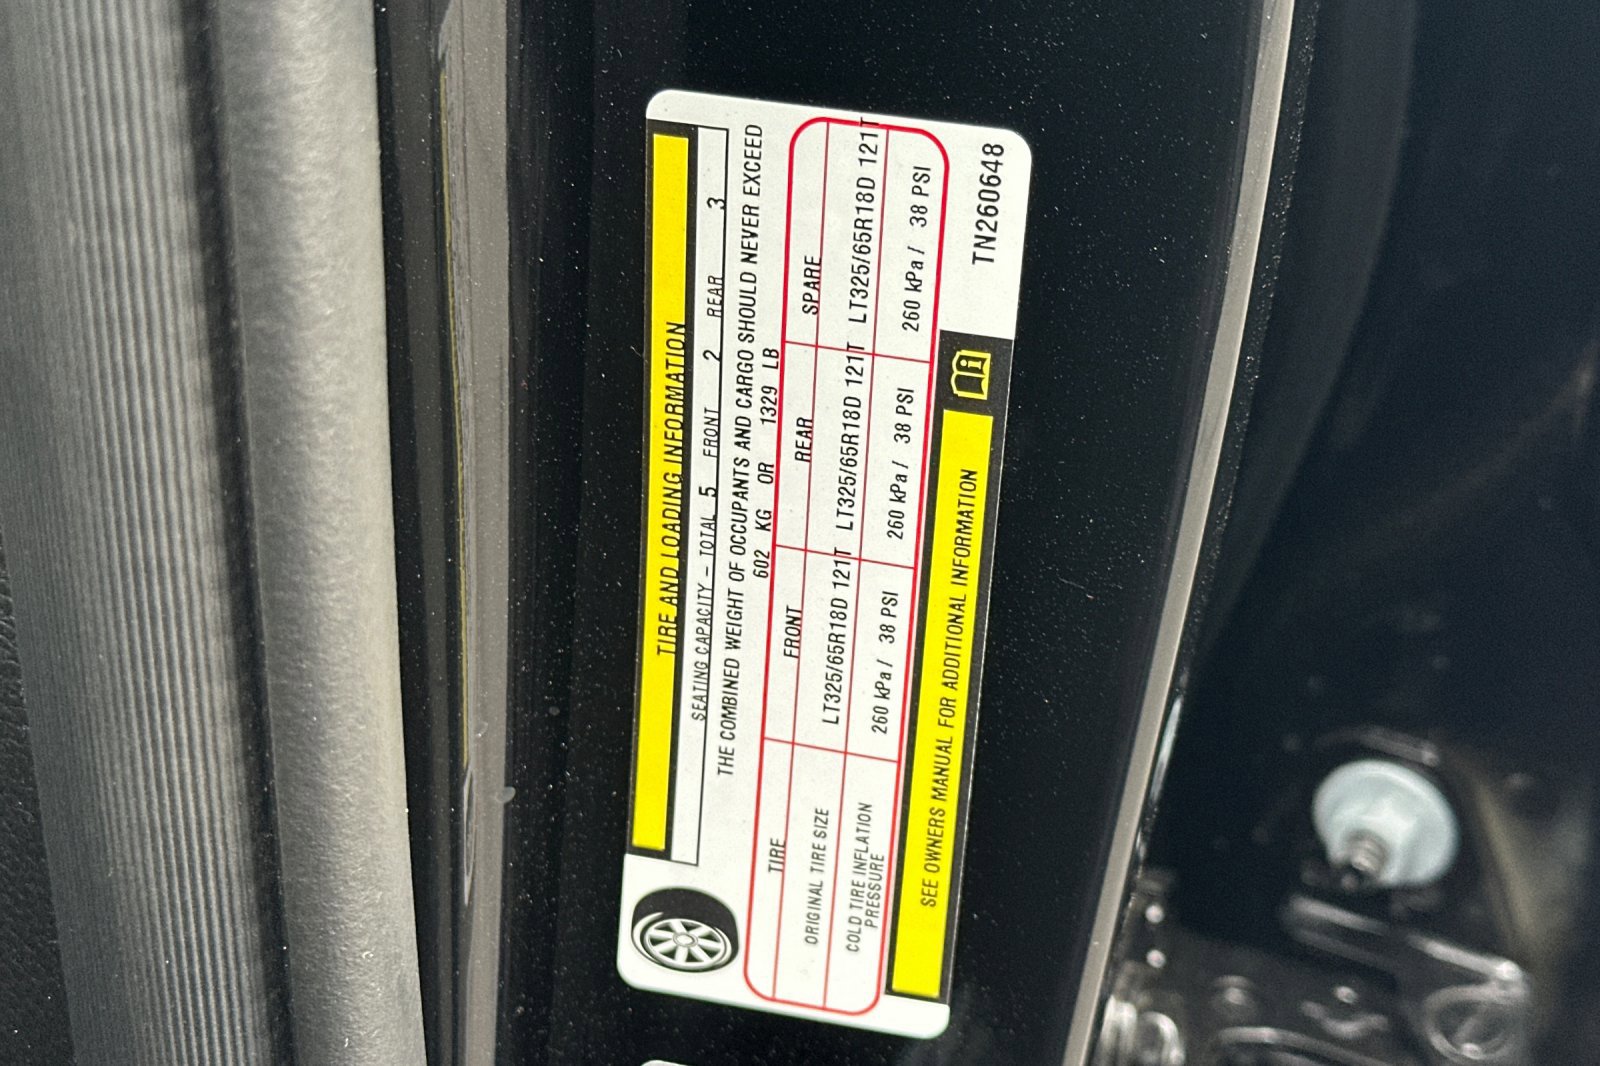 TIRE AND LOADING INFORMATION
SEATING CAPACITY – TOTAL 5 FRONT 2 REAR 3
THE COMBINED WEIGHT OF OCCUPANTS AND CARGO SHOULD NEVER EXCEED
602 KG OR 1329 LB
TIRE FRONT REAR SPARE
ORIGINAL TIRE SIZE LT325/65R18D 121T LT325/65R18D 121T LT325/65R18D 121T
COLD TIRE INFLATION
PRESSURE 260 kPa / 38 PSI 260 kPa / 38 PSI 260 kPa / 38 PSI
SEE OWNERS MANUAL FOR ADDITIONAL INFORMATION
TN260648